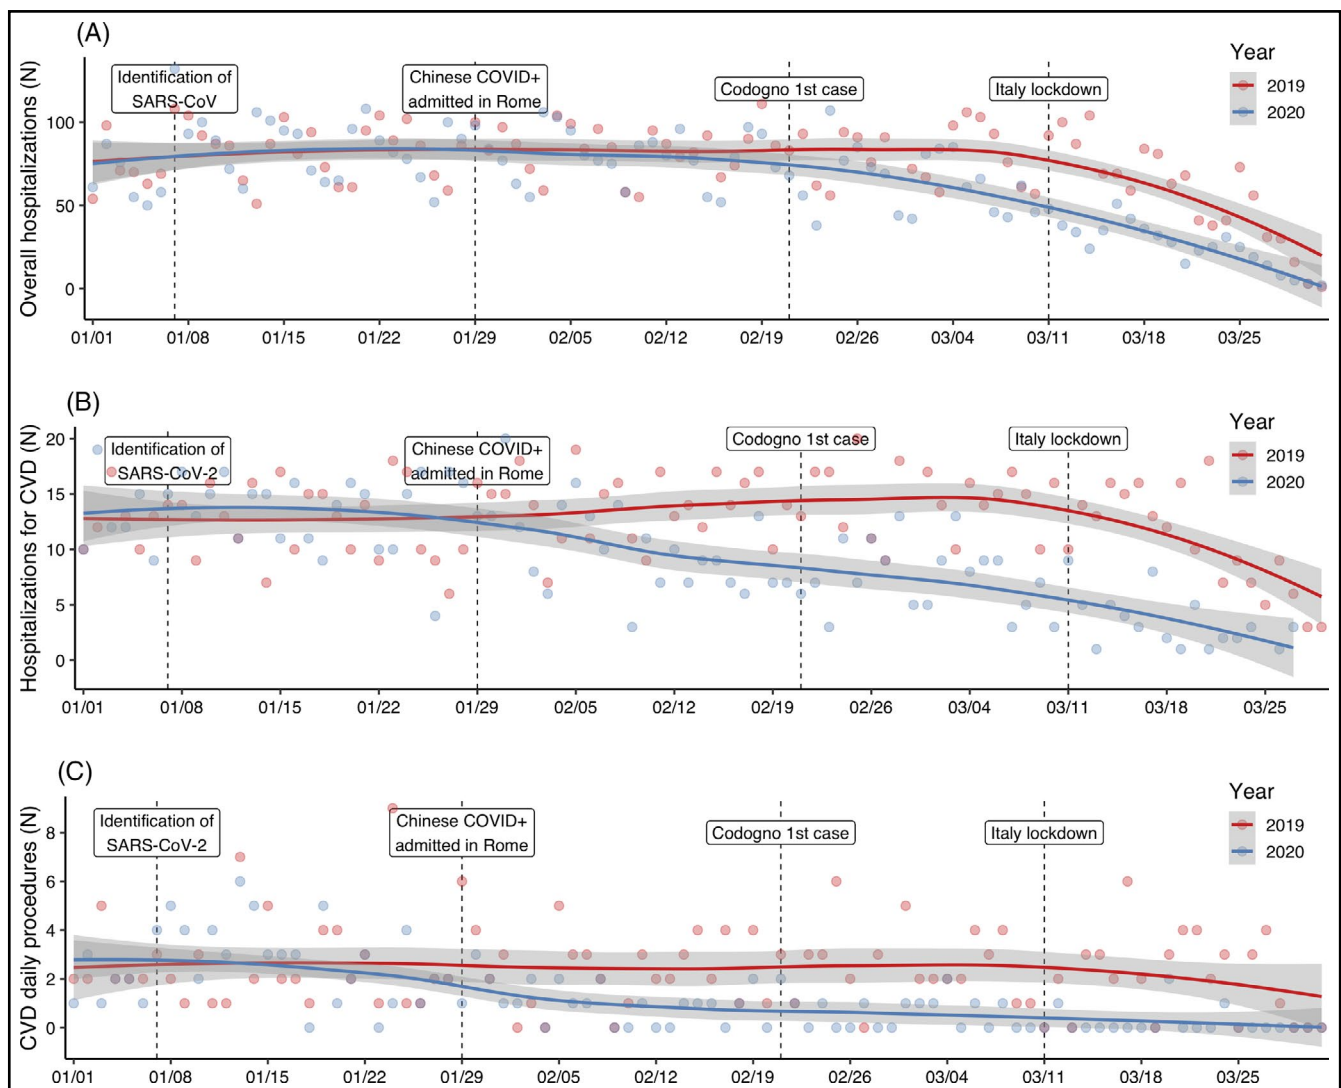 (A)
Overall hospitalizations (N)
100
50
0
Identification of
SARS-CoV
Chinese COVID+
admitted in Rome
Codogno 1st case
Italy lockdown
Year
2019
2020
01/01 01/08 01/15 01/22 01/29 02/05 02/12 02/19 02/26 03/04 03/11 03/18 03/25
(B)
Hospitalizations for CVD (N)
20
15
10
5
0
Identification of
SARS-CoV-2
Chinese COVID+
admitted in Rome
Codogno 1st case
Italy lockdown
Year
2019
2020
01/01 01/08 01/15 01/22 01/29 02/05 02/12 02/19 02/26 03/04 03/11 03/18 03/25
(C)
CVD daily procedures (N)
8
6
4
2
0
Identification of
SARS-CoV-2
Chinese COVID+
admitted in Rome
Codogno 1st case
Italy lockdown
Year
2019
2020
01/01 01/08 01/15 01/22 01/29 02/05 02/12 02/19 02/26 03/04 03/11 03/18 03/25